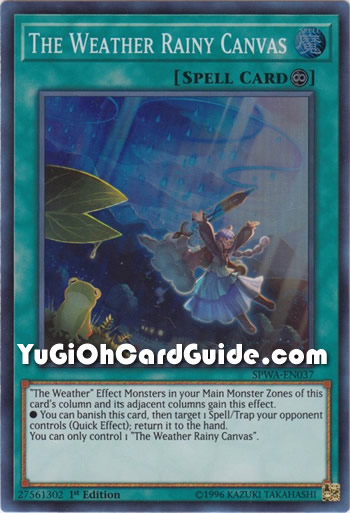 THE WEATHER RAINY CANVAS
SPELL
魔
[SPELL CARD]
YuGiOhCardGuide.com
SPWA-EN037
"The Weather" Effect Monsters in your Main Monster Zones of this
card's column and its adjacent columns gain this effect.
● You can banish this card, then target 1 Spell/Trap your opponent
controls (Quick Effect); return it to the hand.
You can only control 1 "The Weather Rainy Canvas".
27561302
1st Edition
©1996 KAZUKI TAKAHASHI